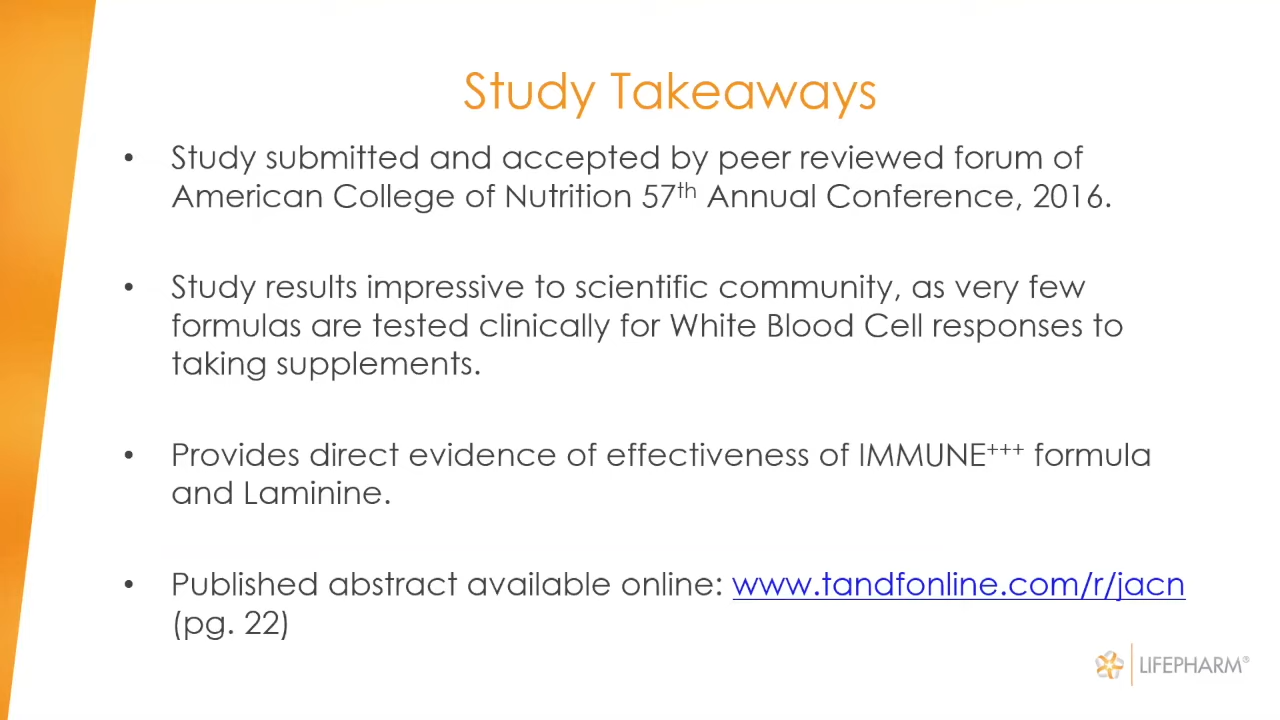 Study Takeaways
• Study submitted and accepted by peer reviewed forum of
American College of Nutrition 57th Annual Conference, 2016.
• Study results impressive to scientific community, as very few
formulas are tested clinically for White Blood Cell responses to
taking supplements.
• Provides direct evidence of effectiveness of IMMUNE+++ formula
and Laminine.
• Published abstract available online: www.tandfonline.com/r/jacn
(pg. 22)
LIFEPHARM®